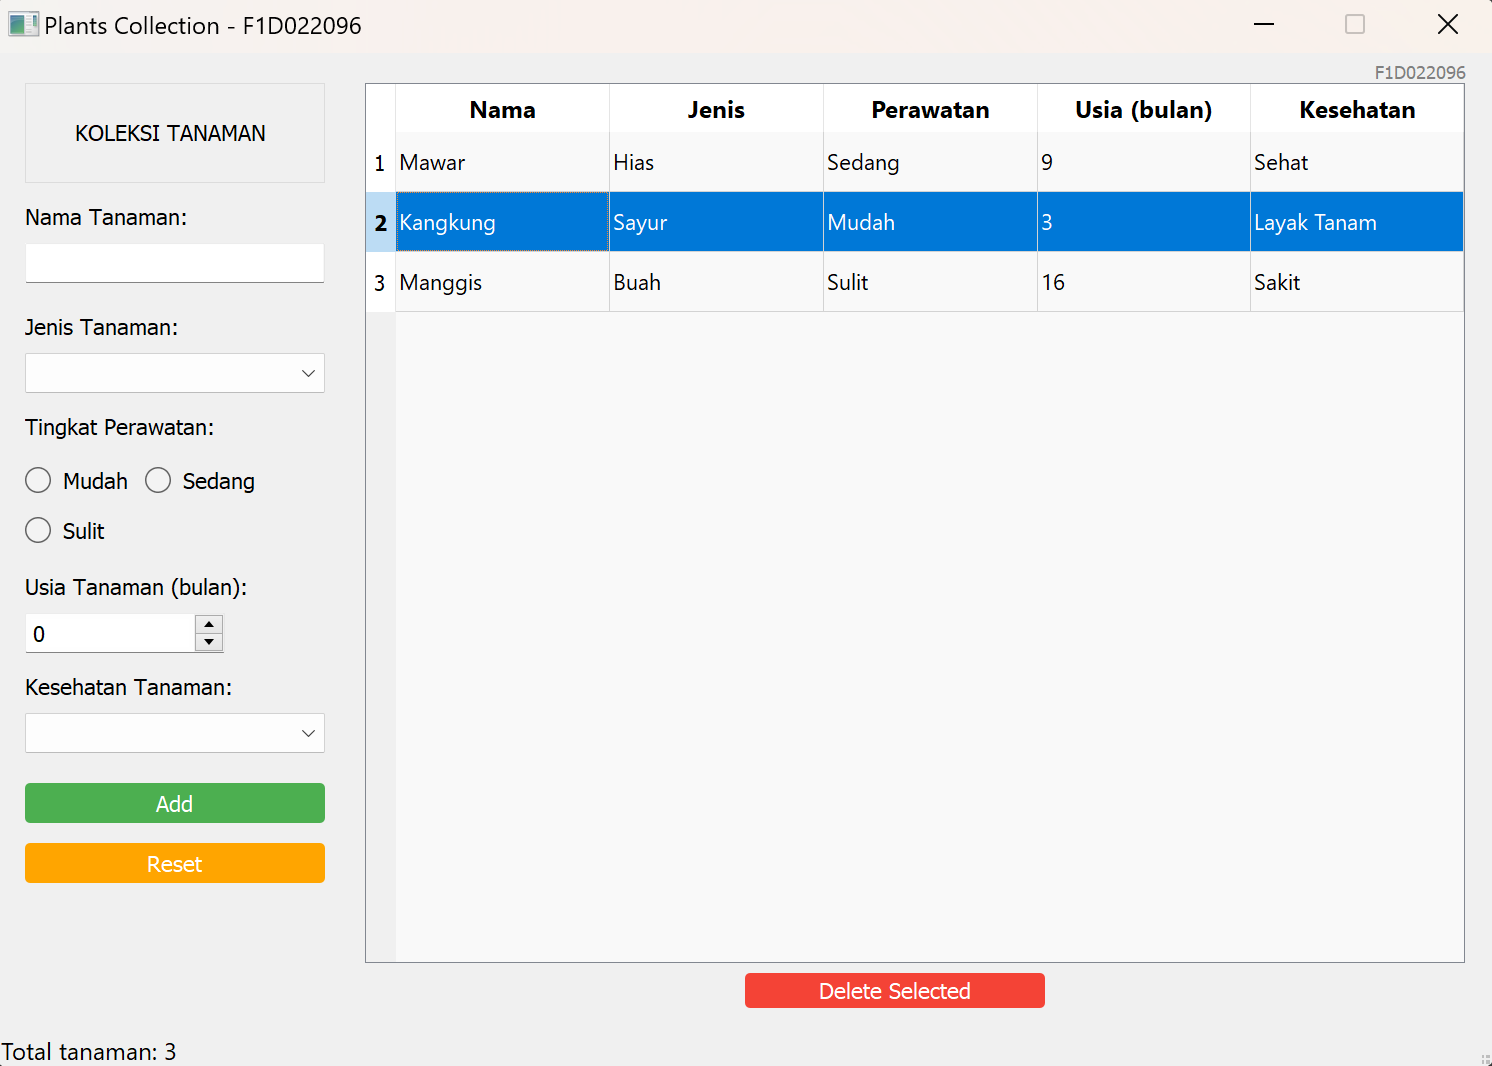 Plants Collection - F1D022096
F1D022096
KOLEKSI TANAMAN
Nama Tanaman:
Jenis Tanaman:
Tingkat Perawatan:
Mudah Sedang
Sulit
Usia Tanaman (bulan):
0
Kesehatan Tanaman:
Add
Reset
Nama Jenis Perawatan Usia (bulan) Kesehatan
1 Mawar Hias Sedang 9 Sehat
2 Kangkung Sayur Mudah 3 Layak Tanam
3 Manggis Buah Sulit 16 Sakit
Delete Selected
Total tanaman: 3